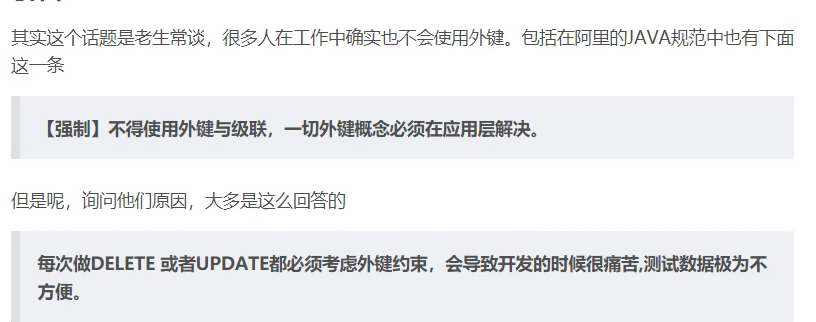 其实这个话题是老生常谈，很多人在工作中确实也不会使用外键。包括在阿里的JAVA规范中也有下面
这一条
【强制】不得使用外键与级联，一切外键概念必须在应用层解决。
但是呢，询问他们原因，大多是这么回答的
每次做DELETE 或者UPDATE都必须考虑外键约束，会导致开发的时候很痛苦,测试数据极为不
方便。